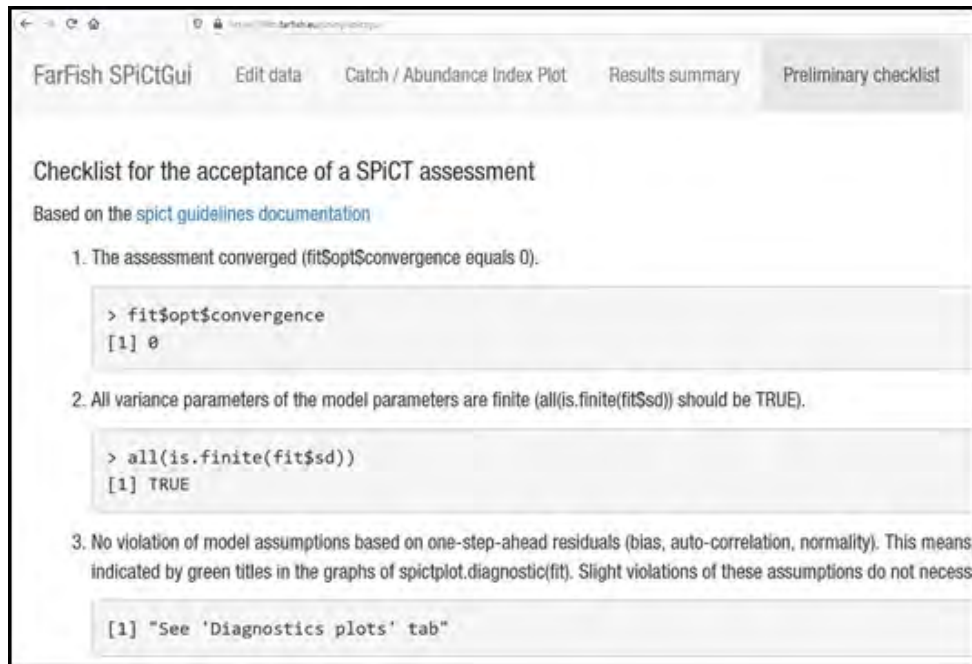 FarFish SPiCtGui Edit data Catch / Abundance Index Plot Results summary Preliminary checklist
Checklist for the acceptance of a SPiCT assessment
Based on the spict guidelines documentation
1. The assessment converged (fit$opt$convergence equals 0).
> fit$opt$convergence
[1] 0
2. All variance parameters of the model parameters are finite (all(is.finite(fit$sd)) should be TRUE).
> all(is.finite(fit$sd))
[1] TRUE
3. No violation of model assumptions based on one-step-ahead residuals (bias, auto-correlation, normality). This means
indicated by green titles in the graphs of spictplot.diagnostic(fit). Slight violations of these assumptions do not necess
[1] "See 'Diagnostics plots' tab"